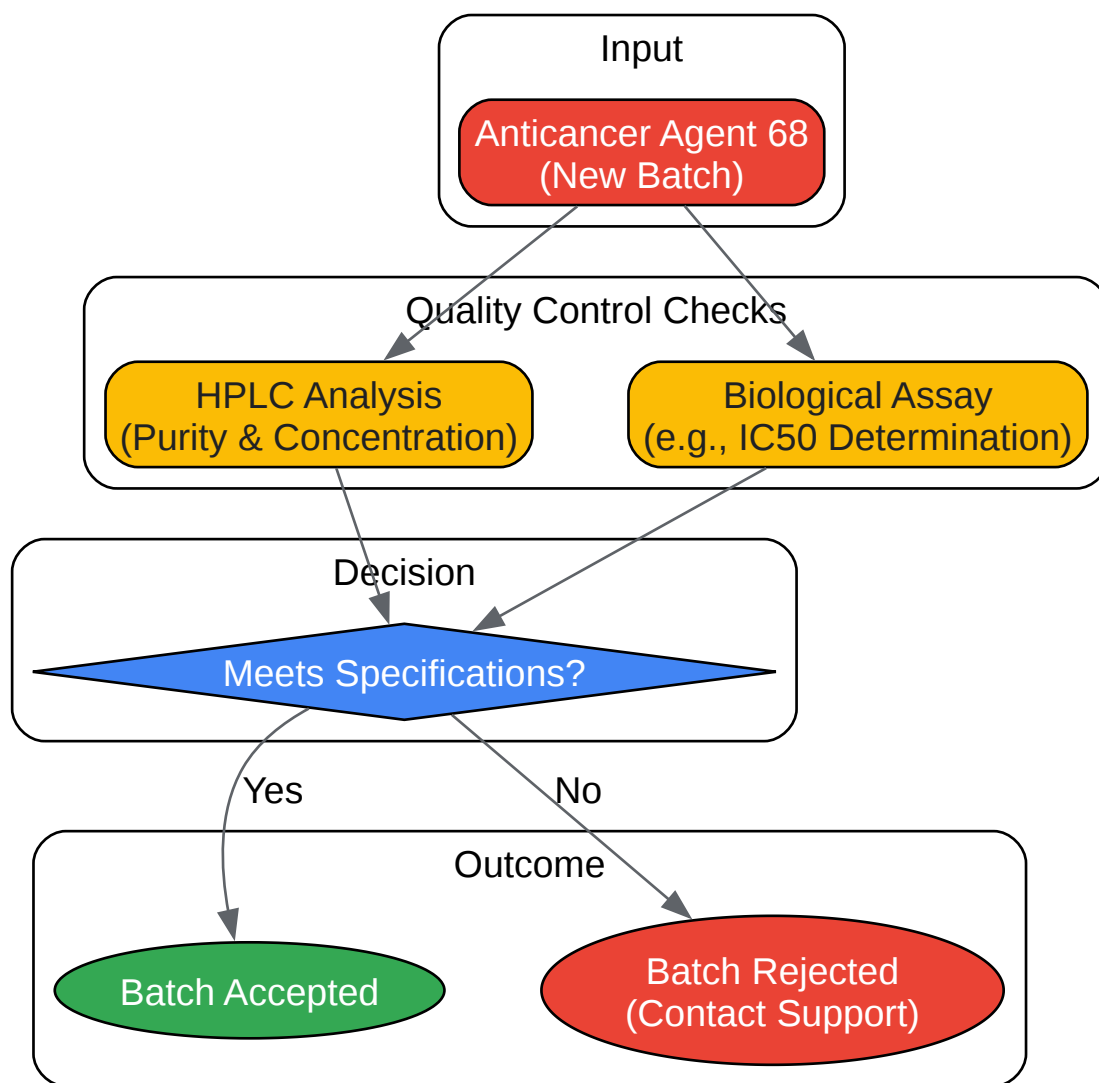 Input
Anticancer Agent 68
(New Batch)
Quality Control Checks
HPLC Analysis
(Purity & Concentration)
Biological Assay
(e.g., IC50 Determination)
Decision
Meets Specifications?
Yes
No
Outcome
Batch Accepted
Batch Rejected
(Contact Support)